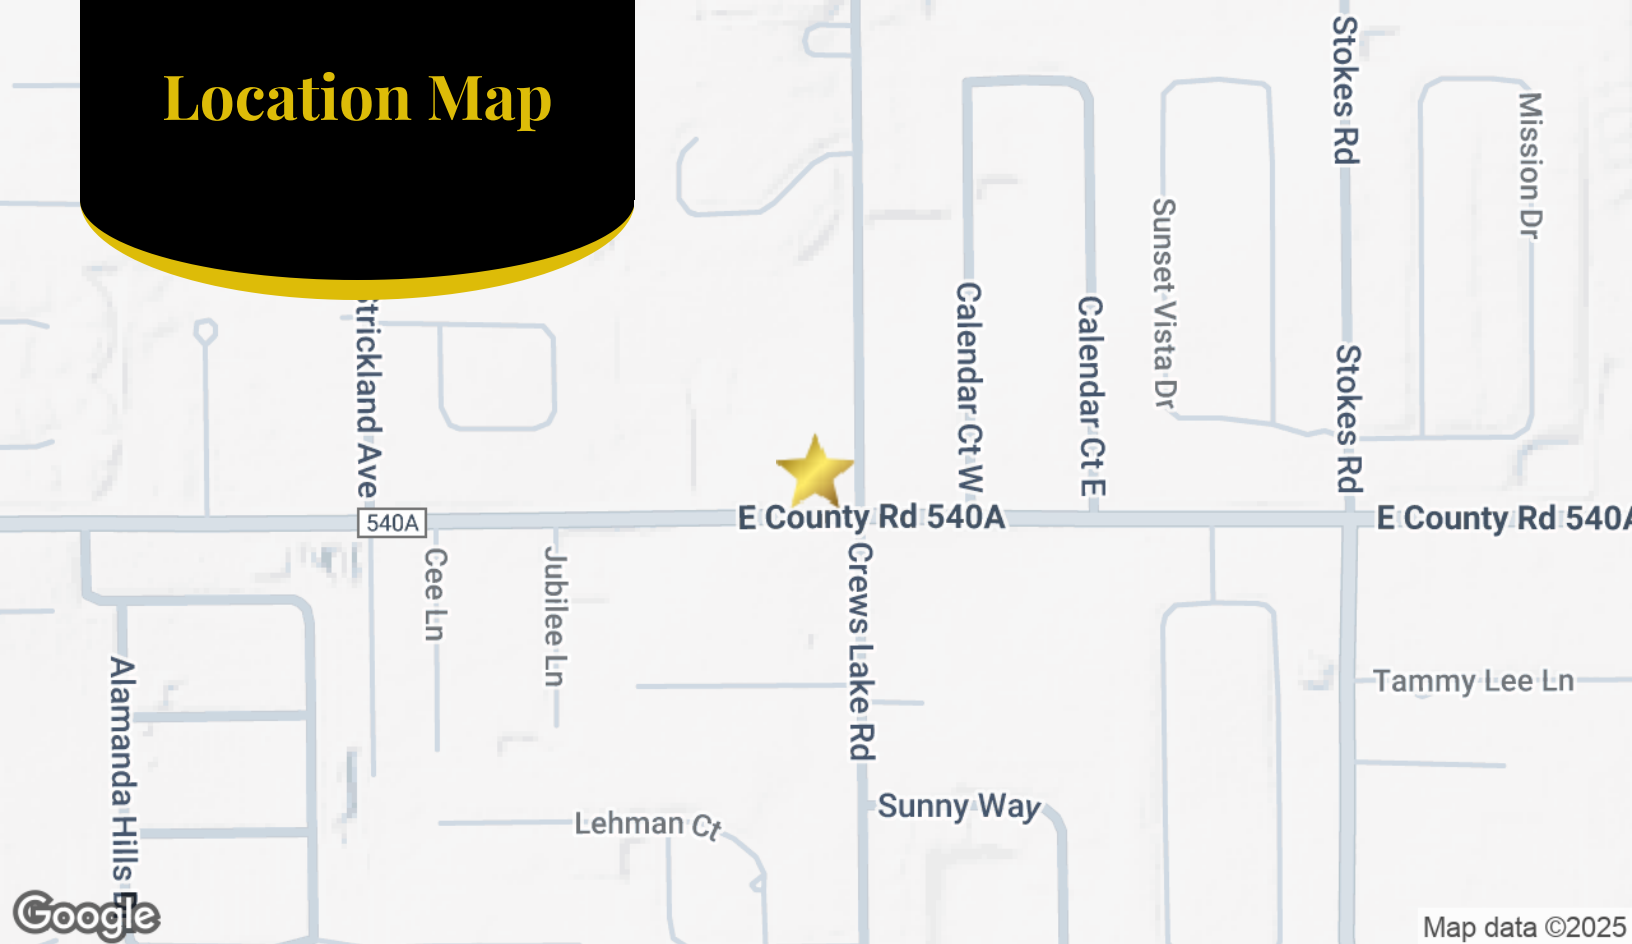 Location Map
Stokes Rd
Mission Dr
Sunset Vista Dr
Strickland Ave
Calendar Ct W
Calendar Ct E
Stokes Rd
540A
E County Rd 540A
E County Rd 540A
Cee Ln
Jubilee Ln
Crews Lake Rd
Alamanda Hills D
Tammy Lee Ln
Sunny Way
Lehman Ct
Google
Map data ©2025